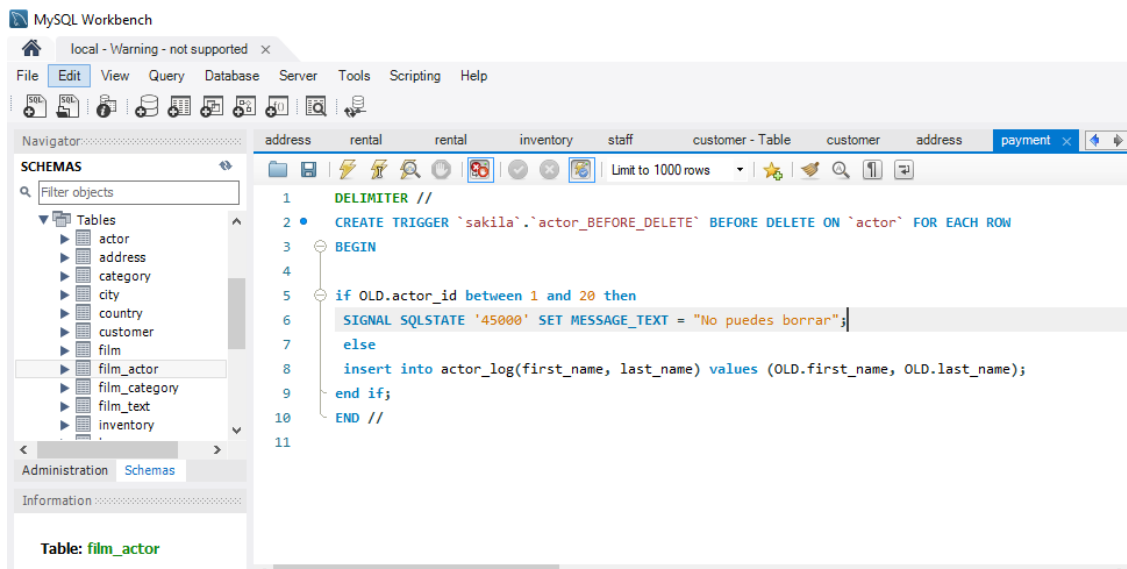 MySQL Workbench
local - Warning - not supported
File Edit View Query Database Server Tools Scripting Help
Navigator
address rental rental inventory staff customer - Table customer address payment
SCHEMAS
Limit to 1000 rows
Filter objects
Tables
actor
address
category
city
country
customer
film
film_actor
film_category
film_text
inventory
1 DELIMITER //
2 CREATE TRIGGER `sakila`.`actor_BEFORE_DELETE` BEFORE DELETE ON `actor` FOR EACH ROW
3 BEGIN
4
5 if OLD.actor_id between 1 and 20 then
6 SIGNAL SQLSTATE '45000' SET MESSAGE_TEXT = "No puedes borrar";
7 else
8 insert into actor_log(first_name, last_name) values (OLD.first_name, OLD.last_name);
9 end if;
10 END //
11
Administration Schemas
Information
Table: film_actor